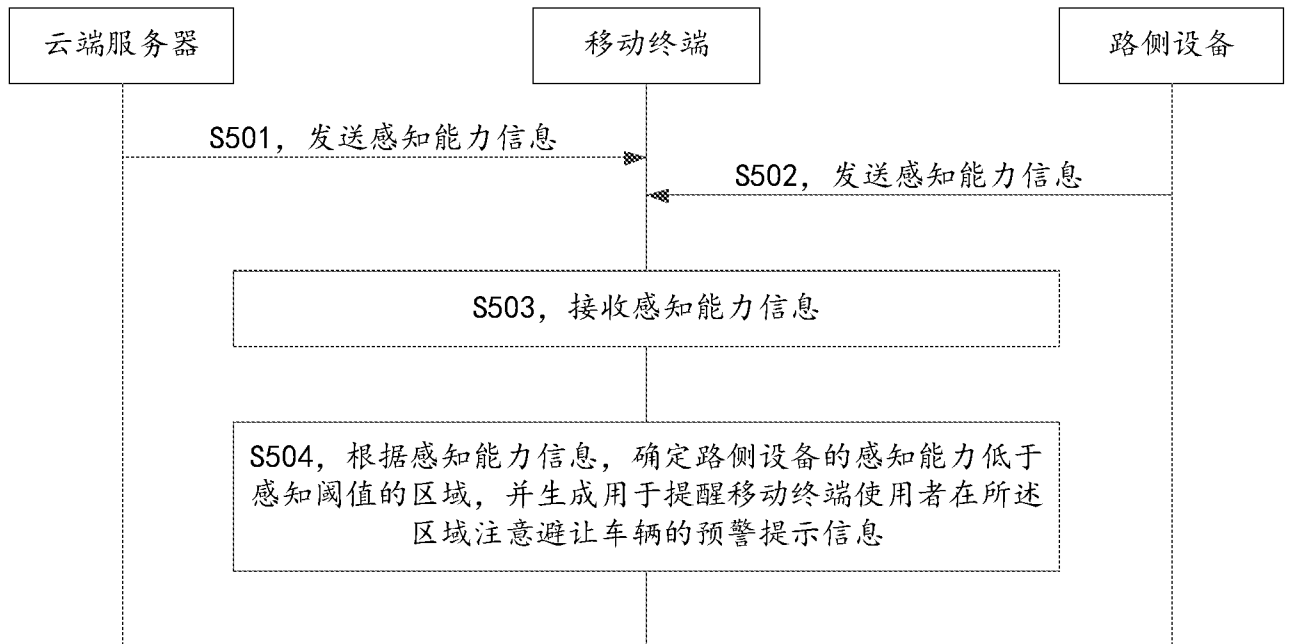 云端服务器
移动终端
路侧设备
S501，发送感知能力信息
S502，发送感知能力信息
S503，接收感知能力信息
S504，根据感知能力信息，确定路侧设备的感知能力低于
感知阈值的区域，并生成用于提醒移动终端使用者在所述
区域注意避让车辆的预警提示信息